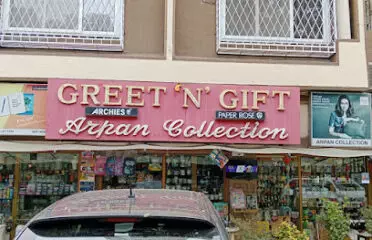 GREET 'N' GIFT
ARCHIES
PAPER ROSE
Arpan Collection
ARPAN COLLECTION